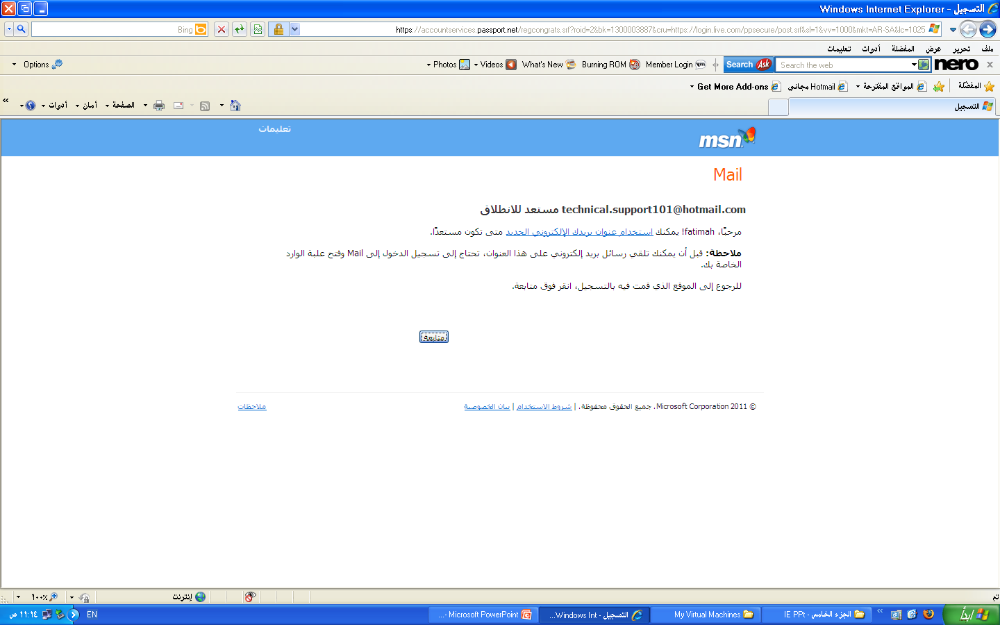 التسجيل - Windows Internet Explorer
https://accountservices.passport.net/regcongrats.srf?roid=2&bk=1300003887&cru=https://login.live.com/ppsecure/post.srf&sl=1&vv=1000&mkt=AR-SA&lc=1025
Bing
ملف تحرير عرض المفضلة أدوات تعليمات
nero Search the web Ask Search Member Login Burning ROM What's New Videos Photos Options
المفضلة المواقع المقترحة Hotmail مجاني Get More Add-ons
التسجيل
الصفحة أمان أدوات
msn تعليمات
Mail
technical.support101@hotmail.com مستعد للانطلاق
مرحبًا، fatimah! يمكنك استخدام عنوان بريدك الإلكتروني الجديد متى تكون مستعدًا.
ملاحظة: قبل أن يمكنك تلقي رسائل بريد إلكتروني على هذا العنوان، تحتاج إلى تسجيل الدخول إلى Mail وفتح علبة الوارد
الخاصة بك.
للرجوع إلى الموقع الذي قمت فيه بالتسجيل، انقر فوق متابعة.
متابعة
© Microsoft Corporation 2011. جميع الحقوق محفوظة. | شروط الاستخدام | بيان الخصوصية ملاحظات
تم إنترنت ١٠٠%
ابدأ الجزء الخامس - IE PPt My Virtual Machines التسجيل - Windows Int... Microsoft PowerPoint -... EN ١١:١٤ ص